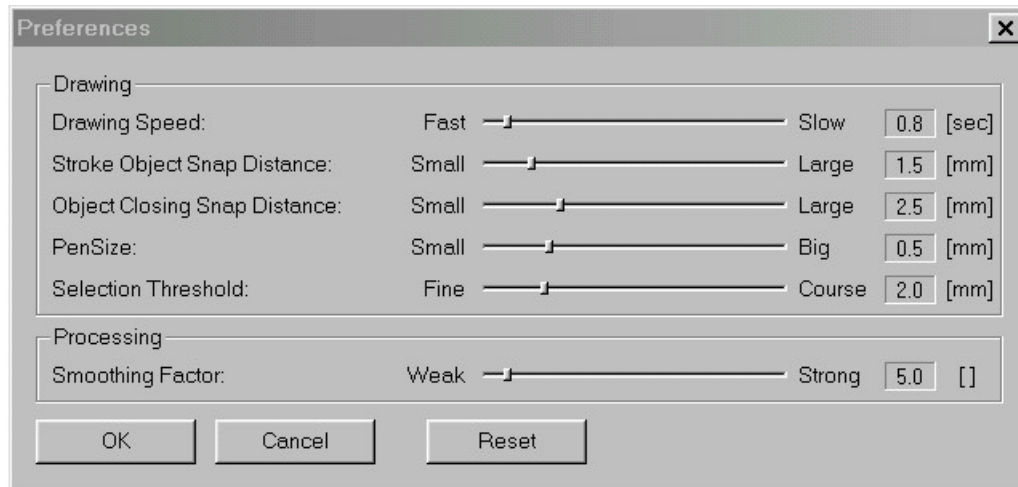 Preferences
Drawing
Drawing Speed: Fast Slow 0.8 [sec]
Stroke Object Snap Distance: Small Large 1.5 [mm]
Object Closing Snap Distance: Small Large 2.5 [mm]
PenSize: Small Big 0.5 [mm]
Selection Threshold: Fine Course 2.0 [mm]
Processing
Smoothing Factor: Weak Strong 5.0 []
OK Cancel Reset